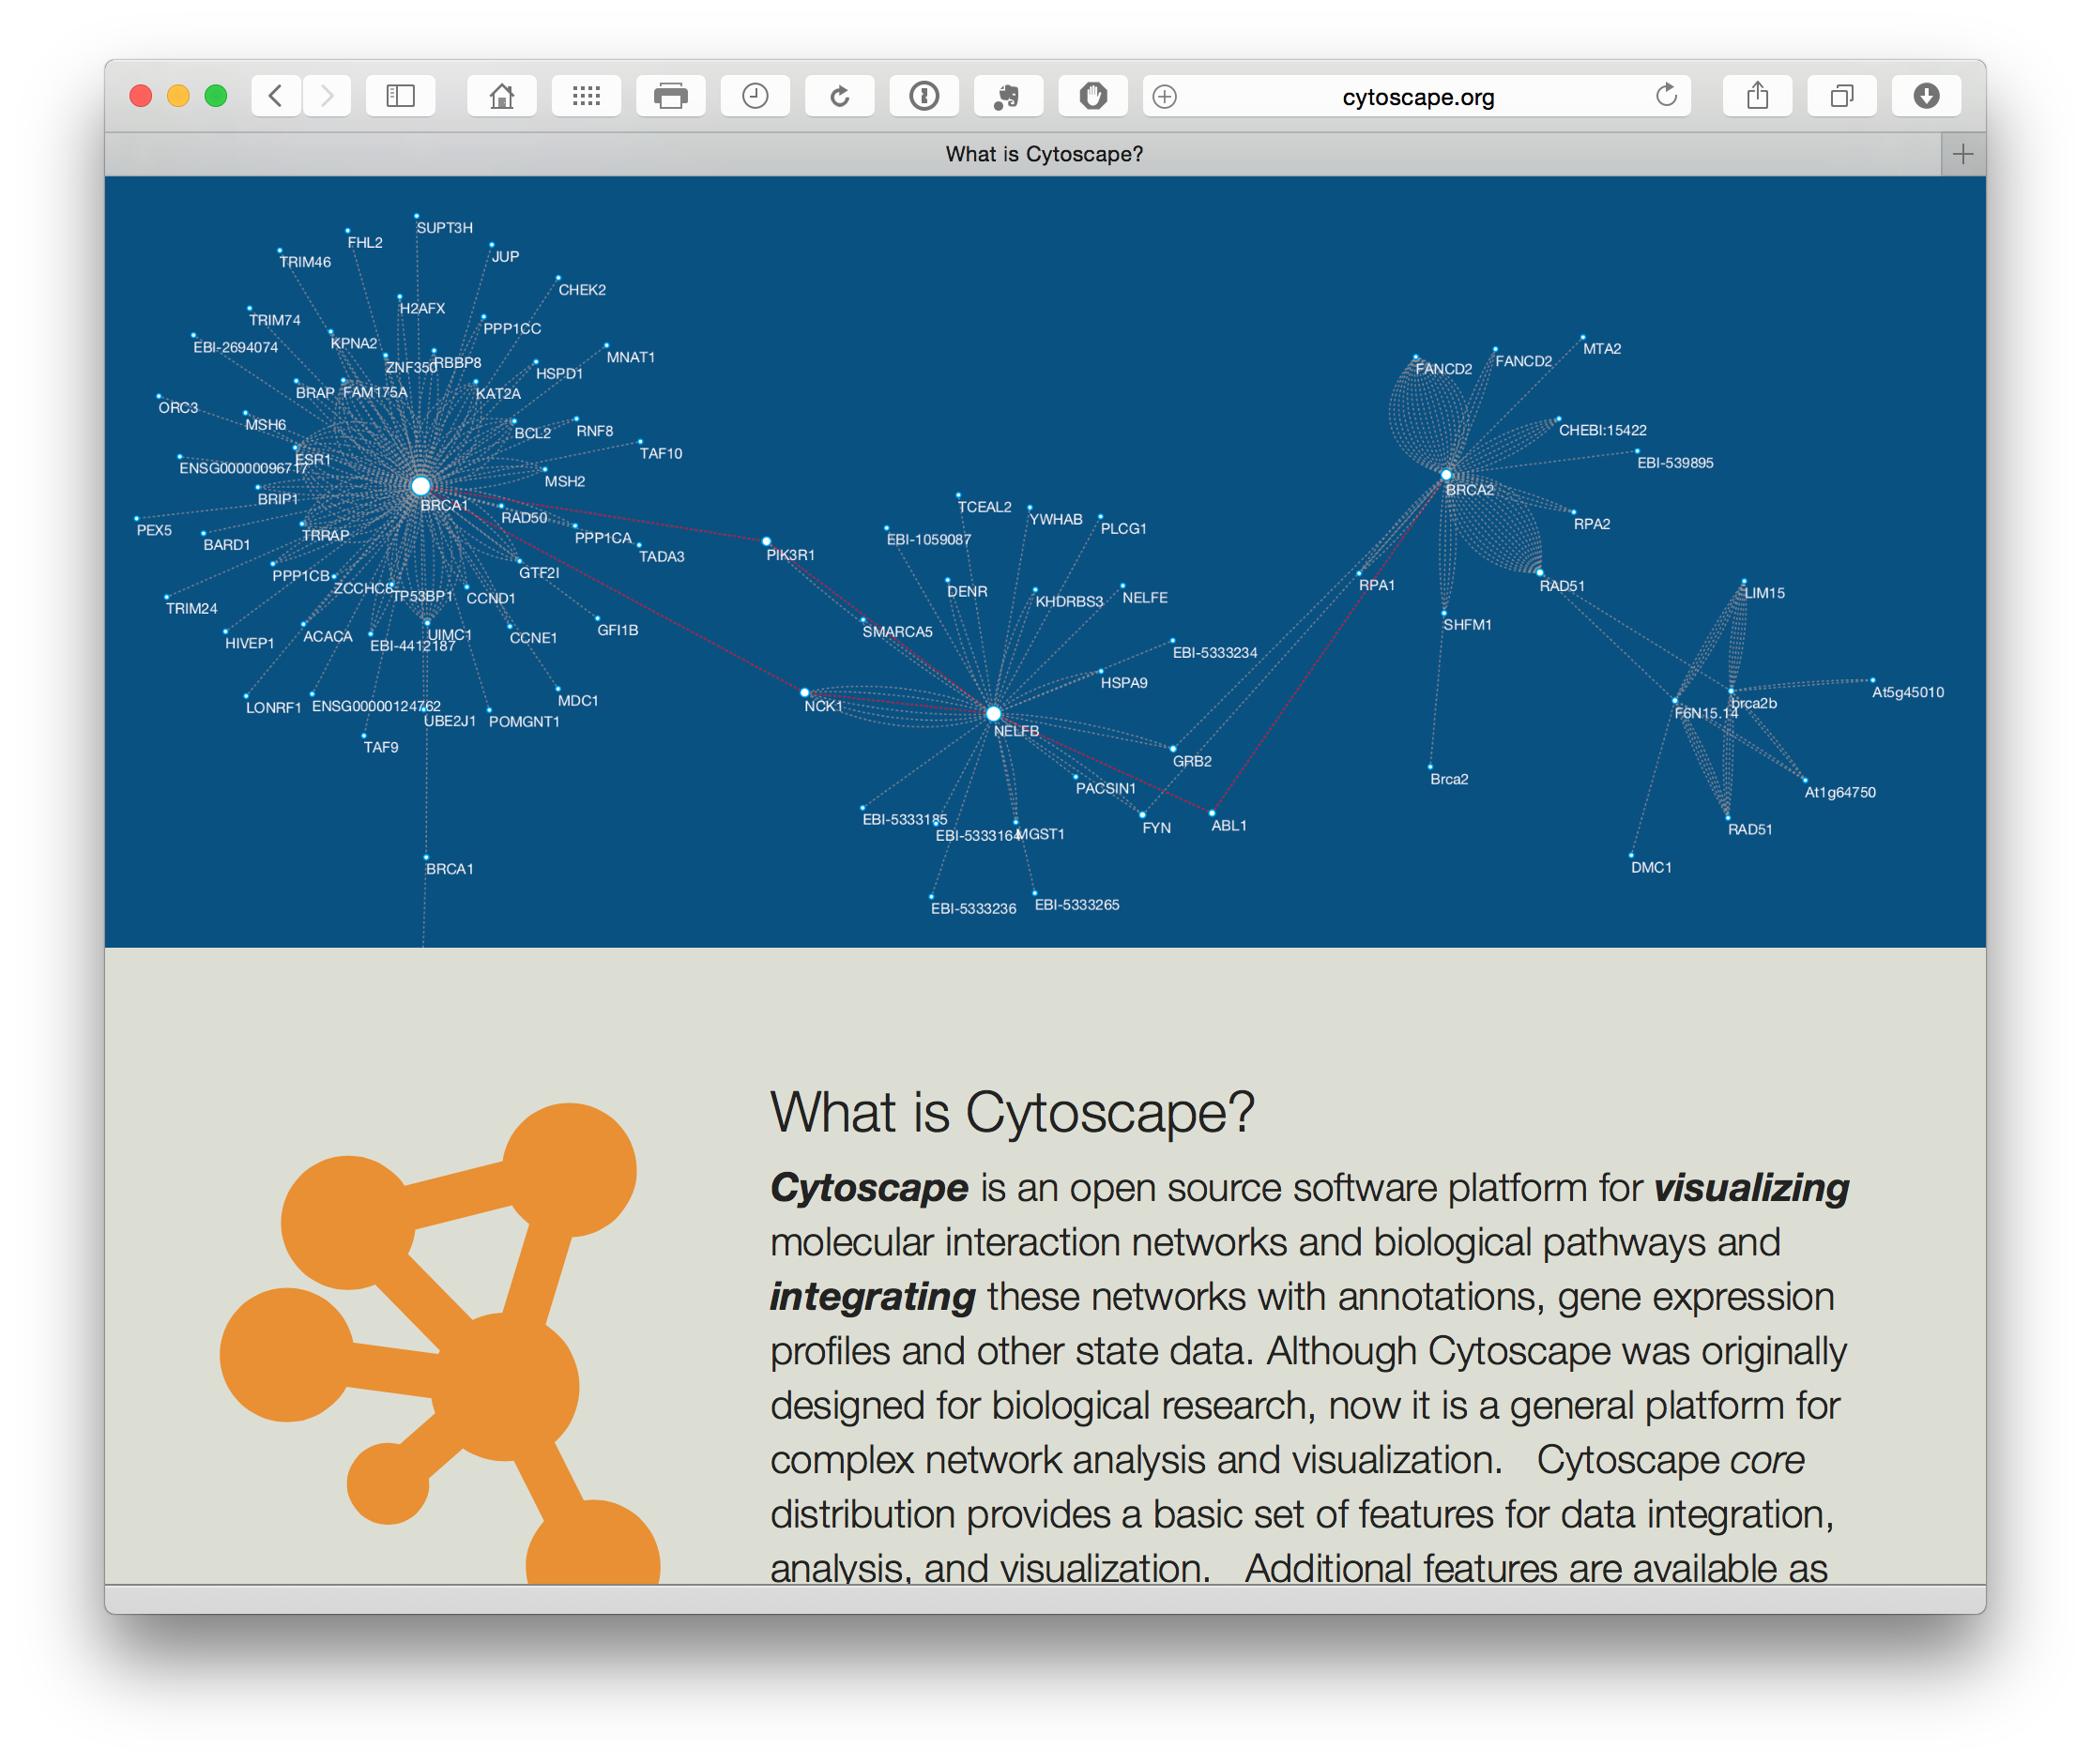 cytoscape.org
What is Cytoscape?
SUPT3H
FHL2
JUP
TRIM46
CHEK2
H2AFX
TRIM74
PPP1CC
KPNA2
EBI-2694074
MNAT1
ZNF350
RBBP8
HSPD1
BRAP
FAM175A
KAT2A
ORC3
MSH6
BCL2
RNF8
TAF10
ESR1
ENSG00000096717
MSH2
BRIP1
BRCA1
RAD50
PEX5
TRRAP
PPP1CA
BARD1
TADA3
PPP1CB
GTF2I
ZCCHC8
TP53BP1
CCND1
TRIM24
GFI1B
ACACA
UIMC1
CCNE1
HIVEP1
EBI-4412187
MDC1
LONRF1
ENSG00000124762
UBE2J1
POMGNT1
TAF9
BRCA1
PIK3R1
NCK1
TCEAL2
YWHAB
PLCG1
EBI-1059087
DENR
KHDRBS3
NELFE
SMARCA5
EBI-5333234
HSPA9
NELFB
GRB2
PACSIN1
EBI-5333185
EBI-5333164
MGST1
FYN
ABL1
EBI-5333236
EBI-5333265
MTA2
FANCD2
FANCD2
CHEBI:15422
EBI-539895
BRCA2
RPA2
RPA1
RAD51
SHFM1
LIM15
At5g45010
brca2b
F6N15.14
Brca2
At1g64750
RAD51
DMC1
What is Cytoscape?
Cytoscape is an open source software platform for visualizing
molecular interaction networks and biological pathways and
integrating these networks with annotations, gene expression
profiles and other state data. Although Cytoscape was originally
designed for biological research, now it is a general platform for
complex network analysis and visualization. Cytoscape core
distribution provides a basic set of features for data integration,
analysis, and visualization. Additional features are available as